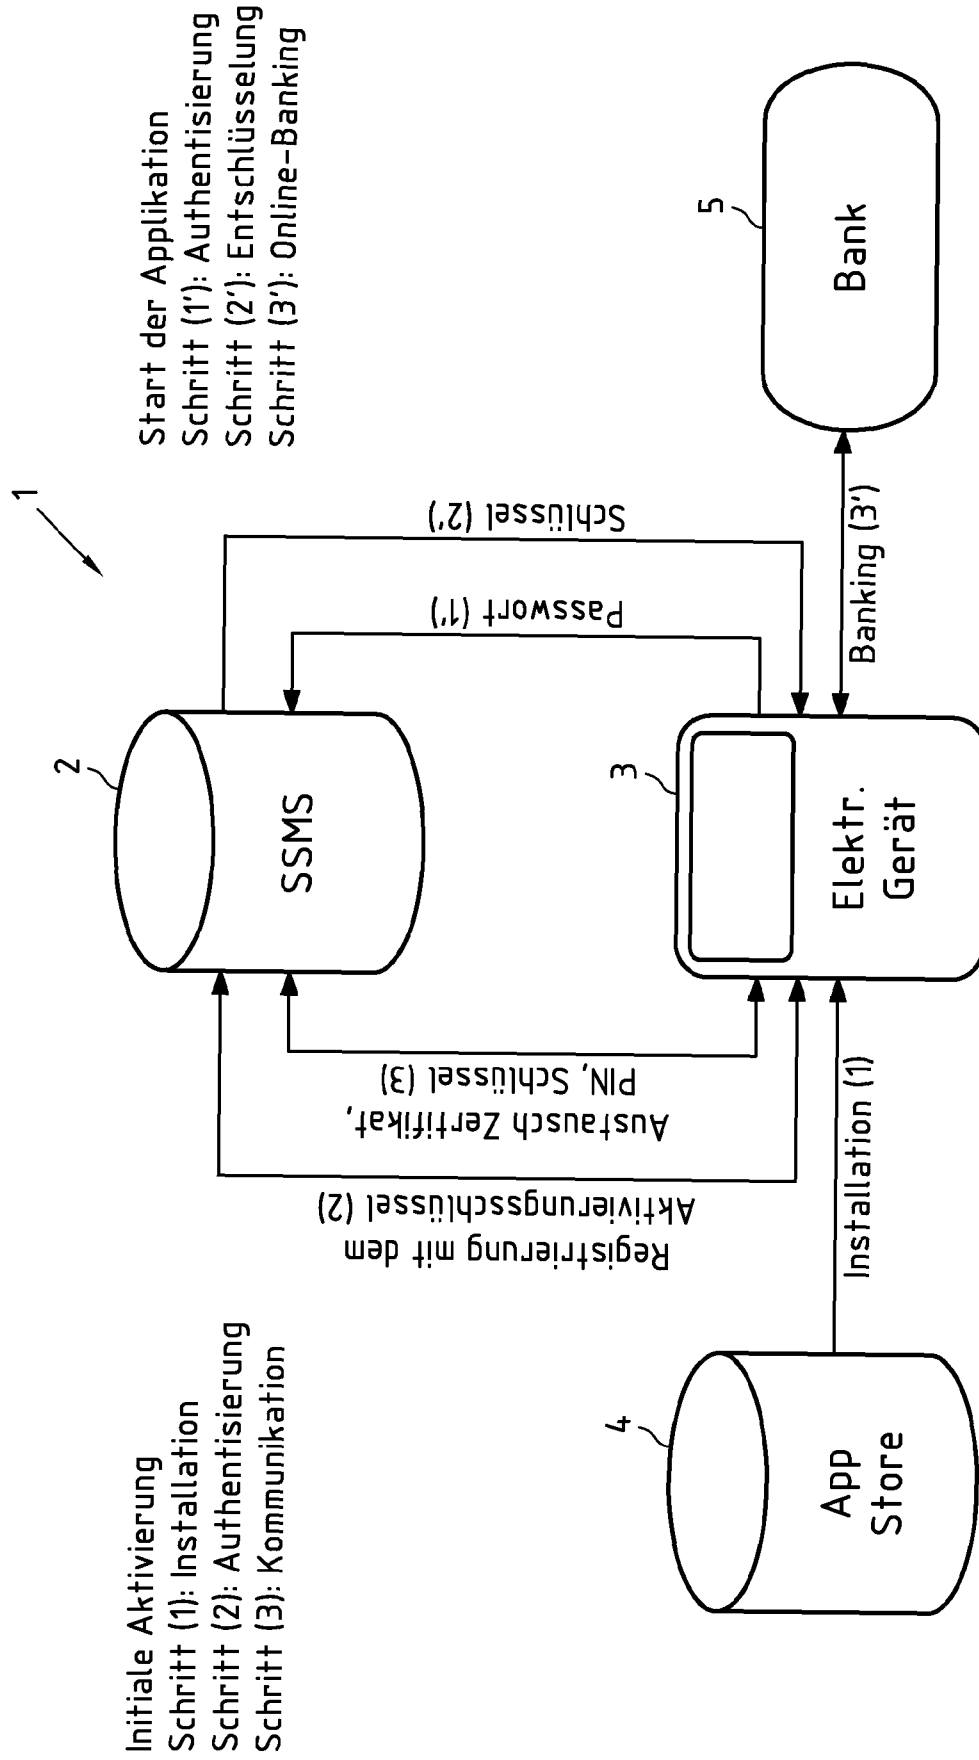 Initiale Aktivierung
Schritt (1): Installation
Schritt (2): Authentisierung
Schritt (3): Kommunikation
1
Start der Applikation
Schritt (1'): Authentisierung
Schritt (2'): Entschlüsselung
Schritt (3'): Online-Banking
2
SSMS
Registrierung mit dem
Aktivierungsschlüssel (2)
Austausch Zertifikat,
PIN, Schlüssel (3)
Passwort (1')
Schlüssel (2')
4
App
Store
Installation (1)
3
Elektr.
Gerät
Banking (3')
5
Bank